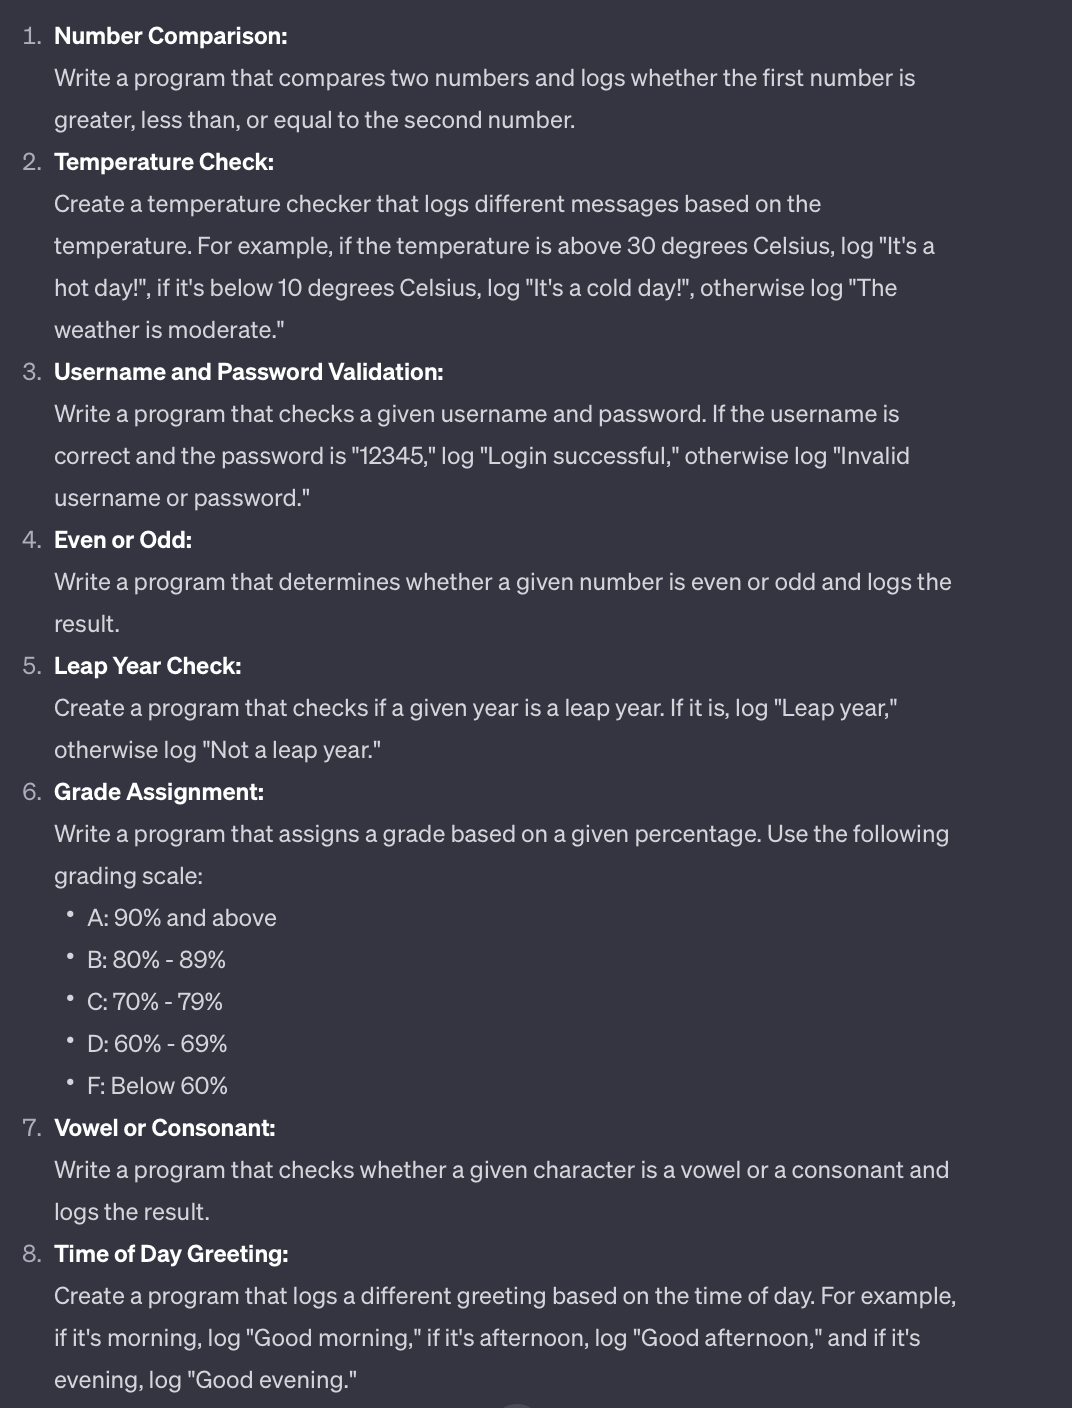 1. Number Comparison:
Write a program that compares two numbers and logs whether the first number is
greater, less than, or equal to the second number.
2. Temperature Check:
Create a temperature checker that logs different messages based on the
temperature. For example, if the temperature is above 30 degrees Celsius, log "It's a
hot day!", if it's below 10 degrees Celsius, log "It's a cold day!", otherwise log "The
weather is moderate."
3. Username and Password Validation:
Write a program that checks a given username and password. If the username is
correct and the password is "12345," log "Login successful," otherwise log "Invalid
username or password."
4. Even or Odd:
Write a program that determines whether a given number is even or odd and logs the
result.
5. Leap Year Check:
Create a program that checks if a given year is a leap year. If it is, log "Leap year,"
otherwise log "Not a leap year."
6. Grade Assignment:
Write a program that assigns a grade based on a given percentage. Use the following
grading scale:
• A: 90% and above
• B: 80% - 89%
• C: 70% - 79%
• D: 60% - 69%
• F: Below 60%
7. Vowel or Consonant:
Write a program that checks whether a given character is a vowel or a consonant and
logs the result.
8. Time of Day Greeting:
Create a program that logs a different greeting based on the time of day. For example,
if it's morning, log "Good morning," if it's afternoon, log "Good afternoon," and if it's
evening, log "Good evening."